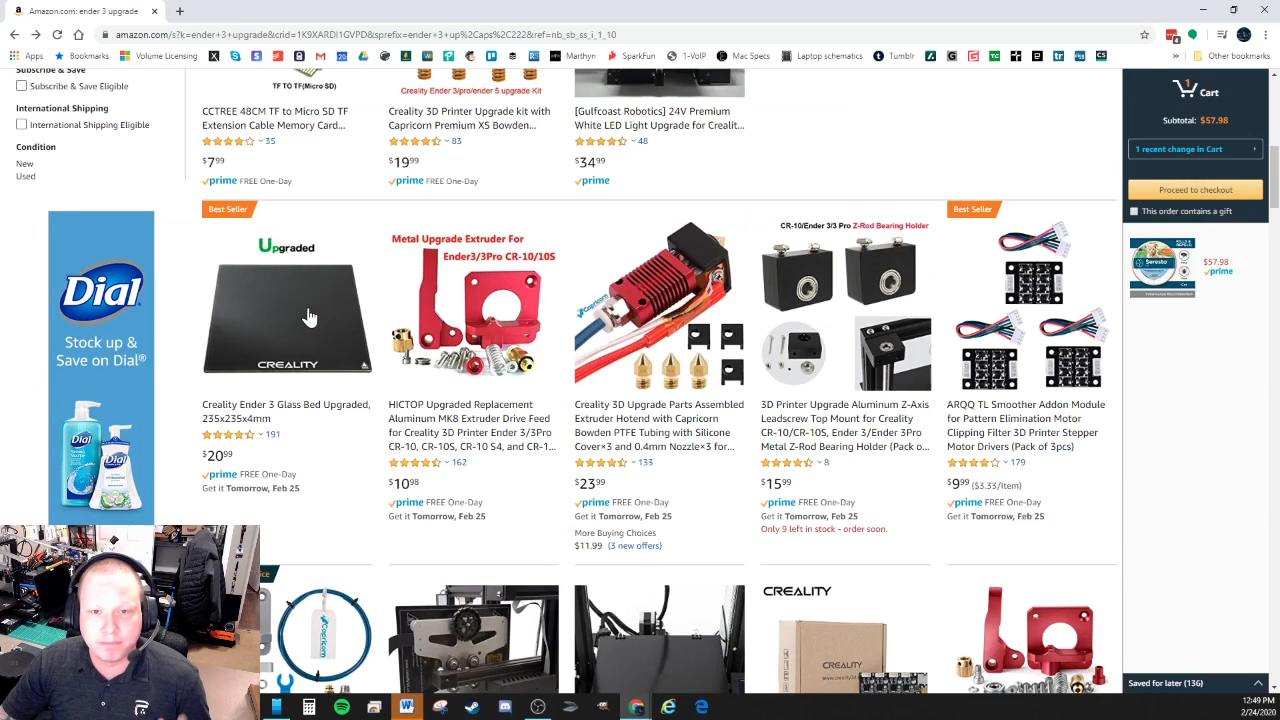 Amazon.com: ender 3 upgrade
amazon.com/s?k=ender+3+upgrade&crid=1K9XARDI1GVPD&sprefix=ender+3+up%2Caps%2C222&ref=nb_sb_ss_i_1_10
Apps
Bookmarks
Volume Licensing
Marthyn
SparkFun
1-VoIP
Mac Specs
Laptop schematics
Tumblr
Other bookmarks
Subscribe & Save
Subscribe & Save Eligible
International Shipping
International Shipping Eligible
Condition
New
Used
TF TO TF(Micro SD)
Creality Ender 3/pro/ender 5 upgrade Kit
CCTREE 48CM TF to Micro SD TF
Extension Cable Memory Card...
35
$7.99
prime FREE One-Day
Creality 3D Printer Upgrade kit with
Capricorn Premium XS Bowden...
83
$19.99
prime FREE One-Day
[Gulfcoast Robotics] 24V Premium
White LED Light Upgrade for Crealit...
48
$34.99
prime
1
Cart
Subtotal: $57.98
1 recent change in Cart
Proceed to checkout
This order contains a gift
Seresto
$57.98
prime
Dial
Stock up &
Save on Dial®
Best Seller
Upgraded
CREALITY
Creality Ender 3 Glass Bed Upgraded,
235x235x4mm
191
$20.99
prime FREE One-Day
Get it Tomorrow, Feb 25
Metal Upgrade Extruder For
Ender3/3Pro CR-10/10S
HICTOP Upgraded Replacement
Aluminum MK8 Extruder Drive Feed
for Creality 3D Printer Ender 3/3Pro
CR-10, CR-10S, CR-10 S4, and CR-1...
162
$10.98
prime FREE One-Day
Get it Tomorrow, Feb 25
Capricorn
Creality 3D Upgrade Parts Assembled
Extruder Hotend with Capricorn
Bowden PTFE Tubing with Silicone
Cover×3 and 0.4mm Nozzle×3 for...
133
$23.99
prime FREE One-Day
Get it Tomorrow, Feb 25
More Buying Choices
$11.99 (3 new offers)
CR-10/Ender 3/3 Pro Z-Rod Bearing Holder
3D Printer Upgrade Aluminum Z-Axis
Leadscrew Top Mount for Creality
CR-10/CR-10S, Ender 3/Ender 3Pro
Metal Z-Rod Bearing Holder (Pack o...
8
$15.99
prime FREE One-Day
Get it Tomorrow, Feb 25
Only 9 left in stock - order soon.
Best Seller
ARQQ TL Smoother Addon Module
for Pattern Elimination Motor
Clipping Filter 3D Printer Stepper
Motor Drivers (Pack of 3pcs)
179
$9.99 ($3.33/Item)
prime FREE One-Day
Get it Tomorrow, Feb 25
Capricorn
CREALITY
CREALITY
Saved for later (136)
12:49 PM
2/24/2020